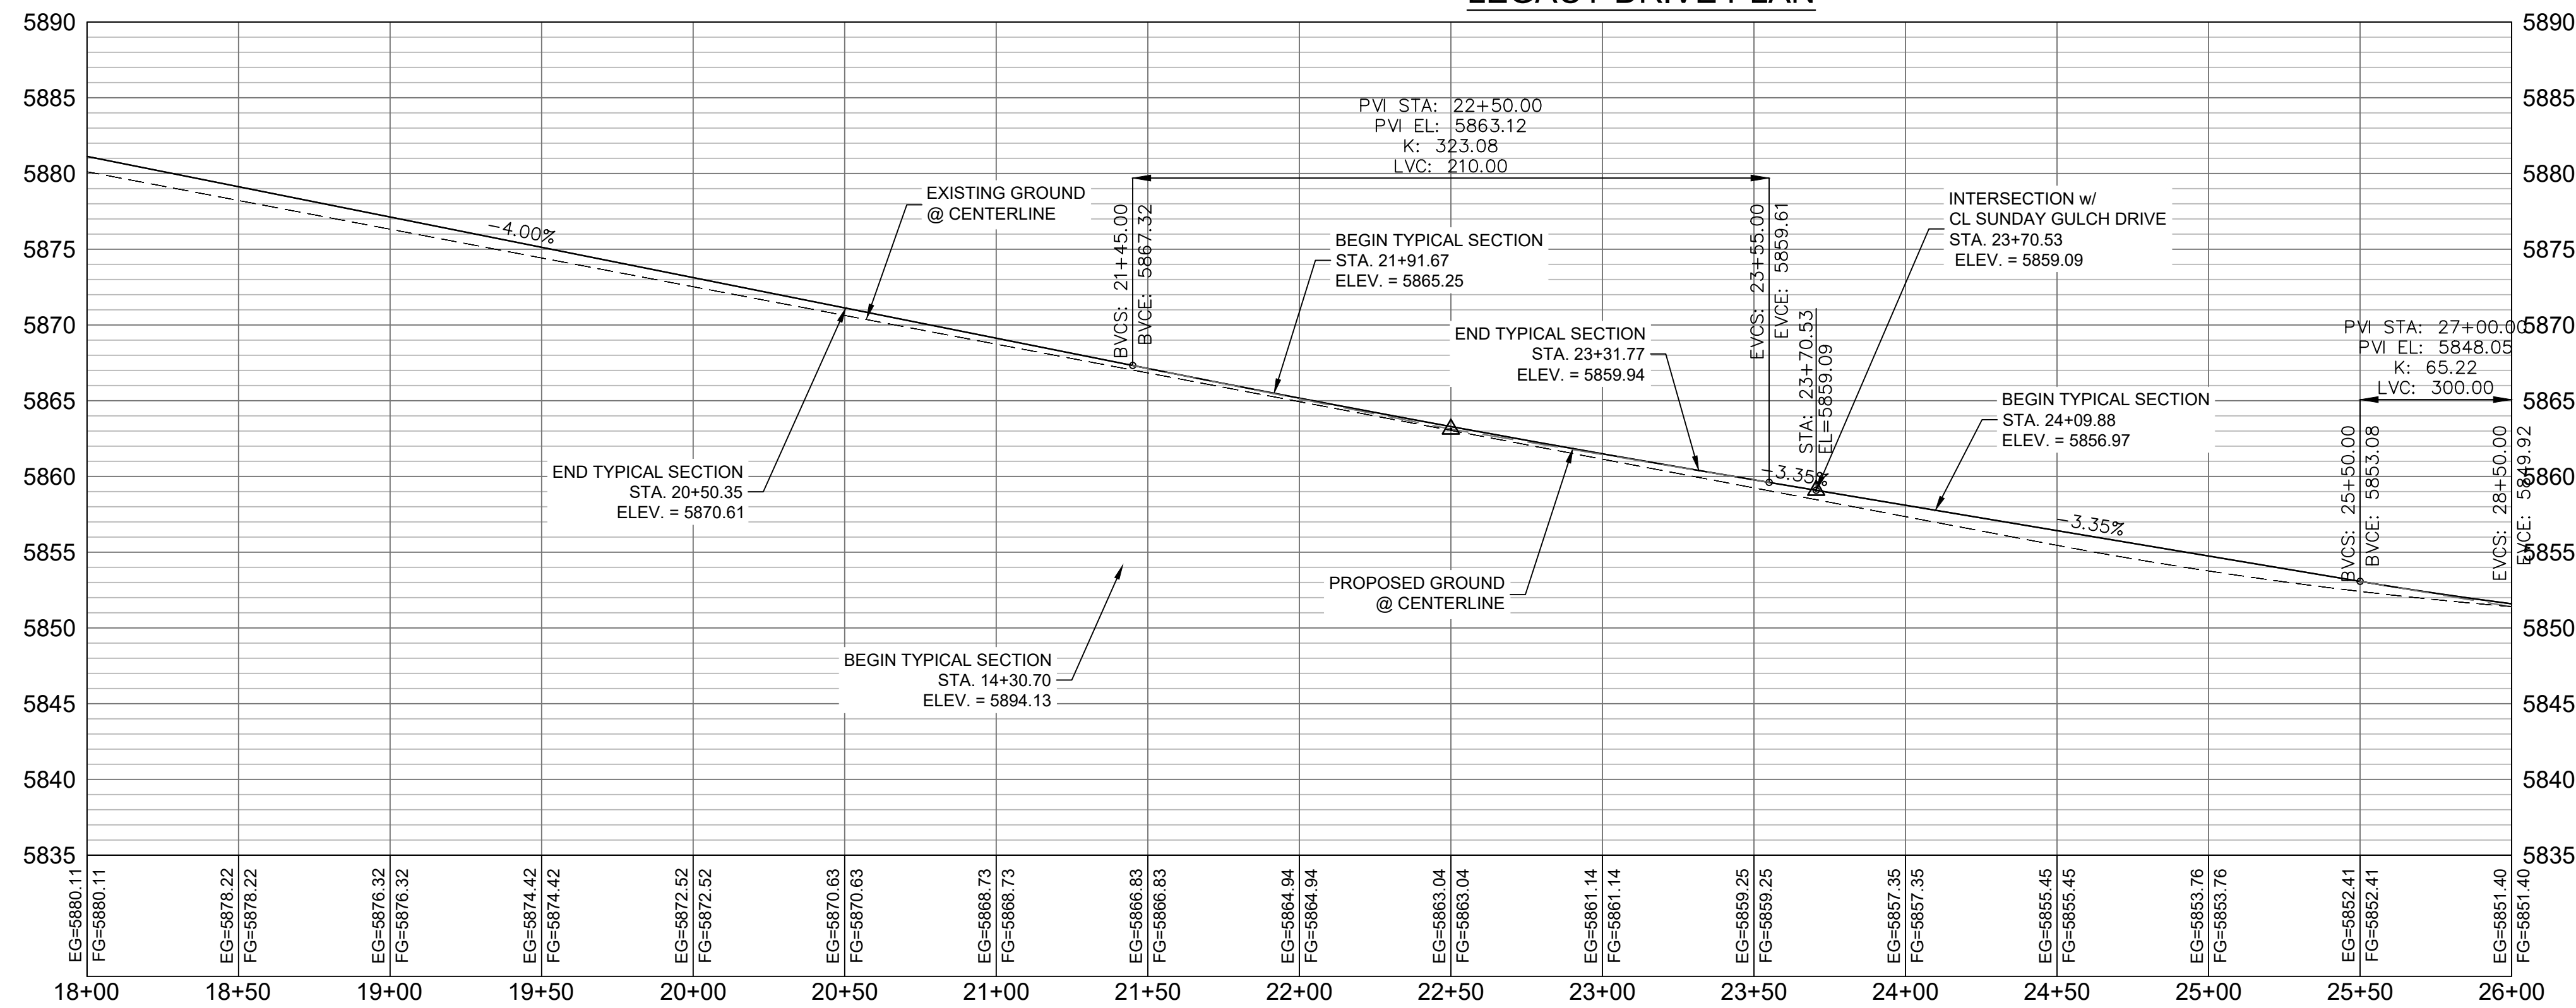 5890
5885
5880
5875
5870
5865
5860
5855
5850
5845
5840
5835
5890
5885
5880
5875
5870
5865
5860
5855
5850
5845
5840
5835
PVI STA: 22+50.00
PVI EL: 5863.12
K: 323.08
LVC: 210.00
-4.00%
EXISTING GROUND
@ CENTERLINE
BVCS: 21+45.00
BVCE: 5867.32
BEGIN TYPICAL SECTION
STA. 21+91.67
ELEV. = 5865.25
EVCS: 23+55.00
EVCE: 5859.61
INTERSECTION w/
CL SUNDAY GULCH DRIVE
STA. 23+70.53
ELEV. = 5859.09
END TYPICAL SECTION
STA. 23+31.77
ELEV. = 5859.94
STA: 23+70.53
EL=5859.09
PVI STA: 27+00.00
PVI EL: 5848.05
K: 65.22
LVC: 300.00
BEGIN TYPICAL SECTION
STA. 24+09.88
ELEV. = 5856.97
BVCS: 25+50.00
BVCE: 5853.08
EVCS: 28+50.00
EVCE: 5849.92
END TYPICAL SECTION
STA. 20+50.35
ELEV. = 5870.61
-3.35%
-3.35%
PROPOSED GROUND
@ CENTERLINE
BEGIN TYPICAL SECTION
STA. 14+30.70
ELEV. = 5894.13
EG=5880.11
FG=5880.11
EG=5878.22
FG=5878.22
EG=5876.32
FG=5876.32
EG=5874.42
FG=5874.42
EG=5872.52
FG=5872.52
EG=5870.63
FG=5870.63
EG=5868.73
FG=5868.73
EG=5866.83
FG=5866.83
EG=5864.94
FG=5864.94
EG=5863.04
FG=5863.04
EG=5861.14
FG=5861.14
EG=5859.25
FG=5859.25
EG=5857.35
FG=5857.35
EG=5855.45
FG=5855.45
EG=5853.76
FG=5853.76
EG=5852.41
FG=5852.41
EG=5851.40
FG=5851.40
18+00
18+50
19+00
19+50
20+00
20+50
21+00
21+50
22+00
22+50
23+00
23+50
24+00
24+50
25+00
25+50
26+00